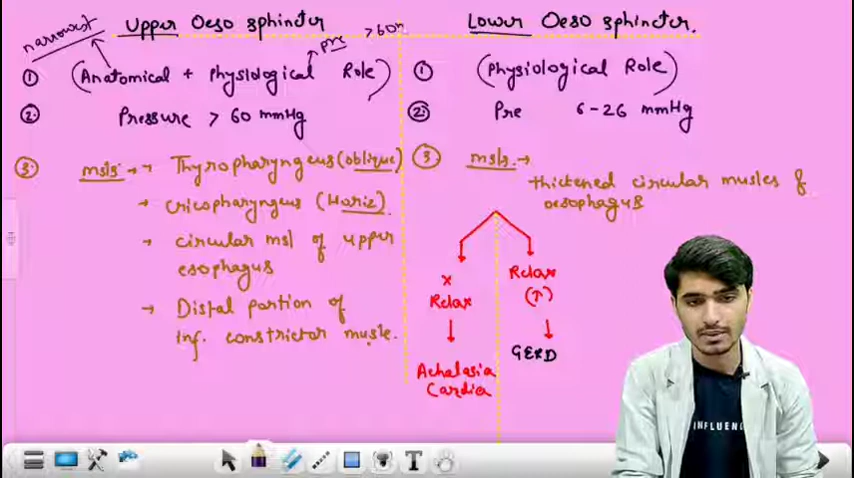 narrowest
Upper Oeso Sphincter
Pre
>60m
① (Anatomical + Physiological Role)
② Pressure > 60 mmHg
③ msls → → Thyropharyngeus (oblique)
→ cricopharyngeus (Horiz)
→ circular msl of upper
esophagus
→ Distal portion of
Inf. constrictor musle.
Lower Oeso sphincter.
① (Physiological Role)
② Pre 6-26 mmHg
③ msls →
thickened circular musles of
oesophagus
x
Relax
↓
Achalasia
Cardia
Relax
(↑)
↓
GERD
INFLUENC